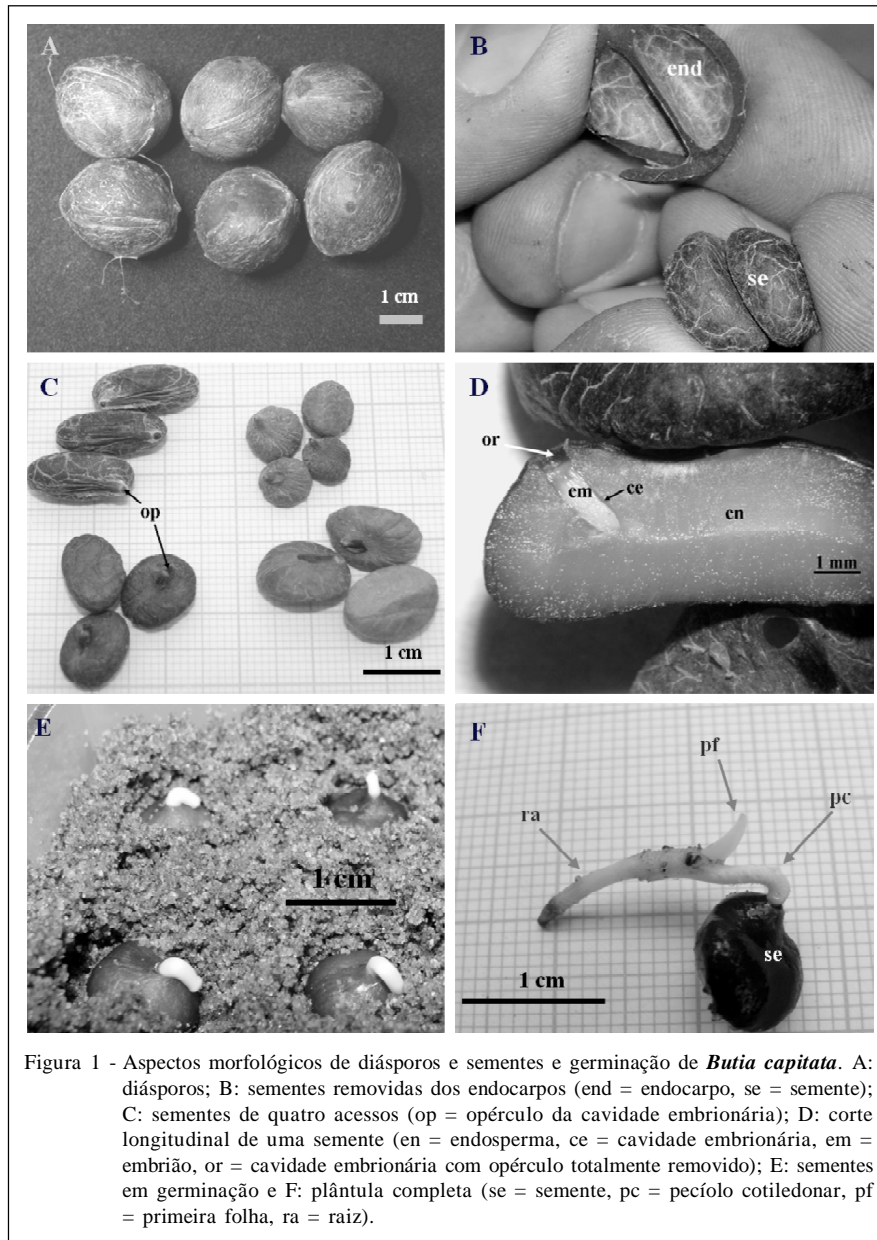 A
1 cm
B
end
se
C
op
1 cm
D
or
em
ce
en
1 mm
E
1 cm
F
pf
ra
pc
se
1 cm
Figura 1 - Aspectos morfológicos de diásporos e sementes e germinação de Butia capitata. A:
diásporos; B: sementes removidas dos endocarpos (end = endocarpo, se = semente);
C: sementes de quatro acessos (op = opérculo da cavidade embrionária); D: corte
longitudinal de uma semente (en = endosperma, ce = cavidade embrionária, em =
embrião, or = cavidade embrionária com opérculo totalmente removido); E: sementes
em germinação e F: plântula completa (se = semente, pc = pecíolo cotiledonar, pf
= primeira folha, ra = raiz).